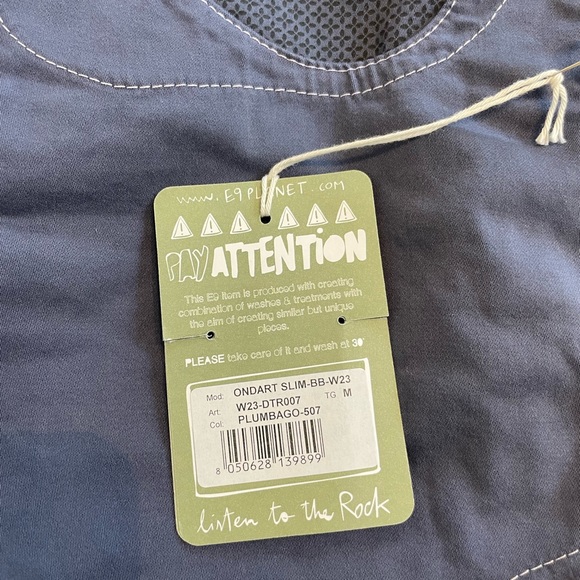 www. E9PLANET .com
PAY ATTENTiON
This E9 item is produced with creating
combination of washes & treatments with
the aim of creating similar but unique
pieces.
PLEASE take care of it and wash at 30°
Mod: ONDART SLIM-BB-W23
Art: W23-DTR007 TG M
Col: PLUMBAGO-507
8 050628 139899
listen to the Rock